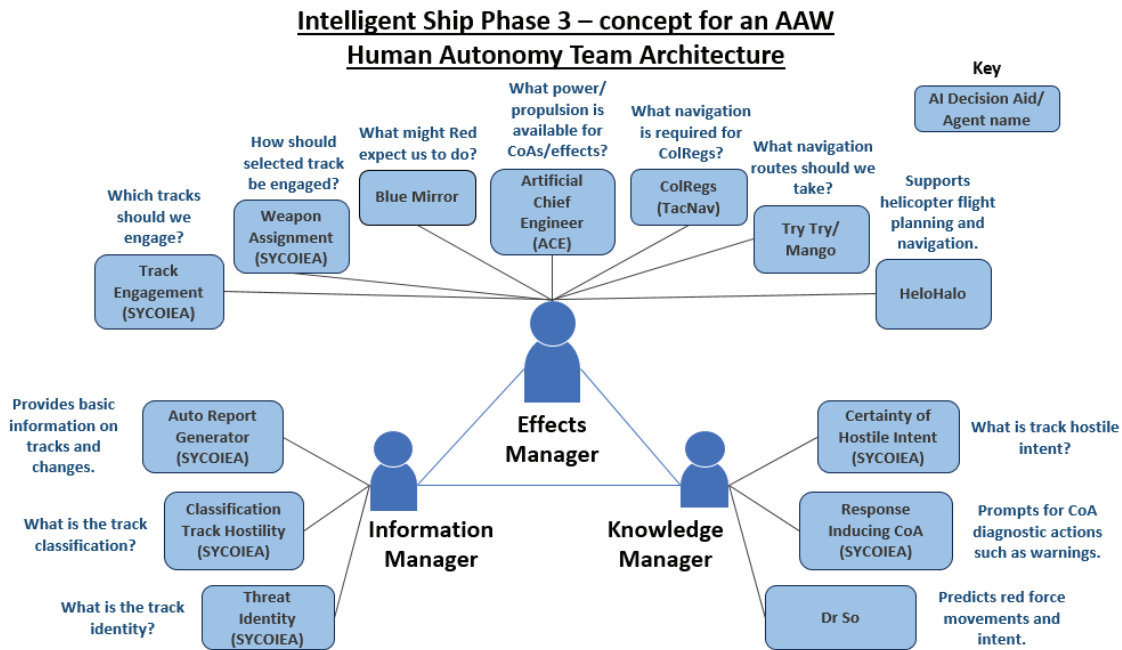 Intelligent Ship Phase 3 – concept for an AAW
Human Autonomy Team Architecture
Key
AI Decision Aid/
Agent name
Which tracks
should we
engage?
Track
Engagement
(SYCOIEA)
How should
selected track
be engaged?
Weapon
Assignment
(SYCOIEA)
What might Red
expect us to do?
Blue Mirror
What power/
propulsion is
available for
CoAs/effects?
Artificial
Chief
Engineer
(ACE)
What navigation
is required for
ColRegs?
ColRegs
(TacNav)
What navigation
routes should we
take?
Try Try/
Mango
Supports
helicopter flight
planning and
navigation.
HeloHalo
Effects
Manager
Provides basic
information on
tracks and
changes.
Auto Report
Generator
(SYCOIEA)
What is the track
classification?
Classification
Track Hostility
(SYCOIEA)
What is the track
identity?
Threat
Identity
(SYCOIEA)
Information
Manager
Knowledge
Manager
Certainty of
Hostile Intent
(SYCOIEA)
What is track hostile
intent?
Response
Inducing CoA
(SYCOIEA)
Prompts for CoA
diagnostic actions
such as warnings.
Dr So
Predicts red force
movements and
intent.